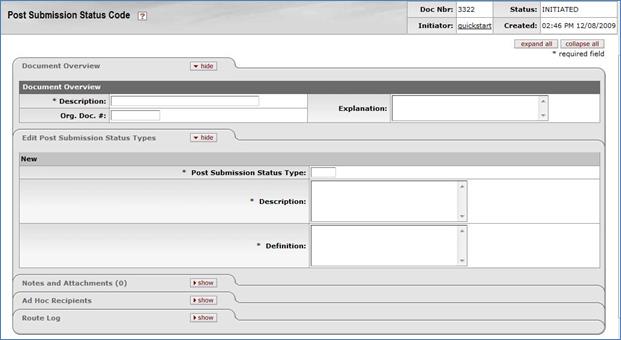 Post Submission Status Code ?
Doc Nbr: 3322 Status: INITIATED
Initiator: quickstart Created: 02:46 PM 12/08/2009
expand all collapse all
* required field
Document Overview hide
Document Overview
* Description: Explanation:
Org. Doc. #:
Edit Post Submission Status Types hide
New
* Post Submission Status Type:
* Description:
* Definition:
Notes and Attachments (0) show
Ad Hoc Recipients show
Route Log show